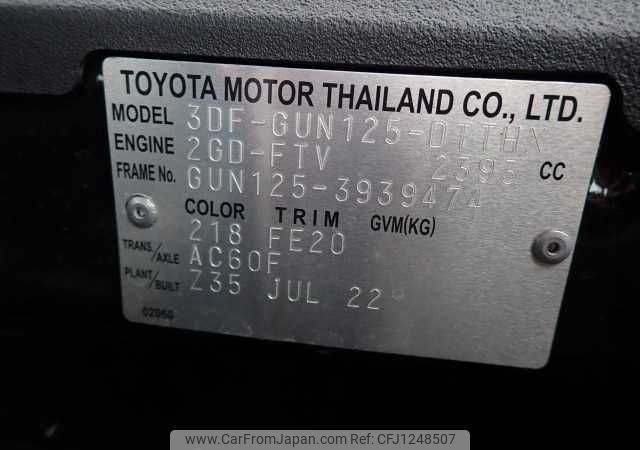 TOYOTA MOTOR THAILAND CO., LTD.
MODEL 3DF-GUN125-DTTHX
ENGINE 2GD-FTV 2393 CC
FRAME No. GUN125-3939474
COLOR TRIM GVM(KG)
218 FE20
TRANS/AXLE AC60F
PLANT/BUILT Z35 JUL 22
02060
www.CarFromJapan.com | CFJ1248507